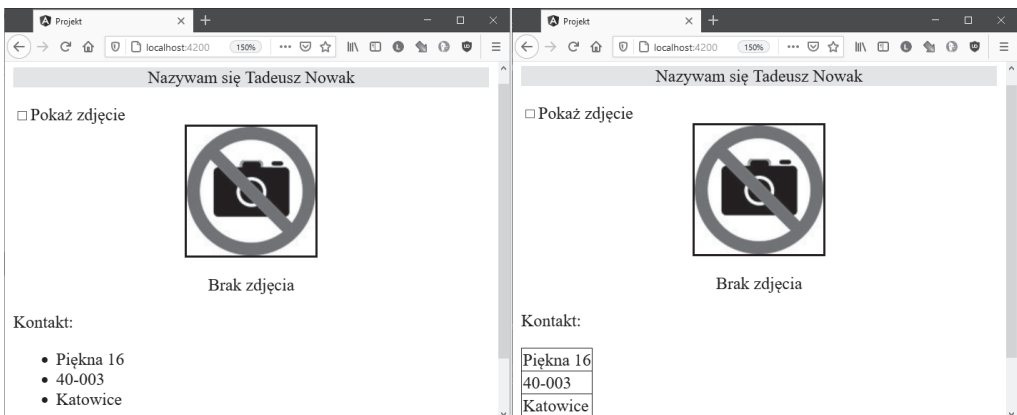 Projekt
localhost:4200
150%
Nazywam się Tadeusz Nowak
Pokaż zdjęcie
Brak zdjęcia
Kontakt:
Piękna 16
40-003
Katowice
Projekt
localhost:4200
150%
Nazywam się Tadeusz Nowak
Pokaż zdjęcie
Brak zdjęcia
Kontakt:
Piękna 16
40-003
Katowice